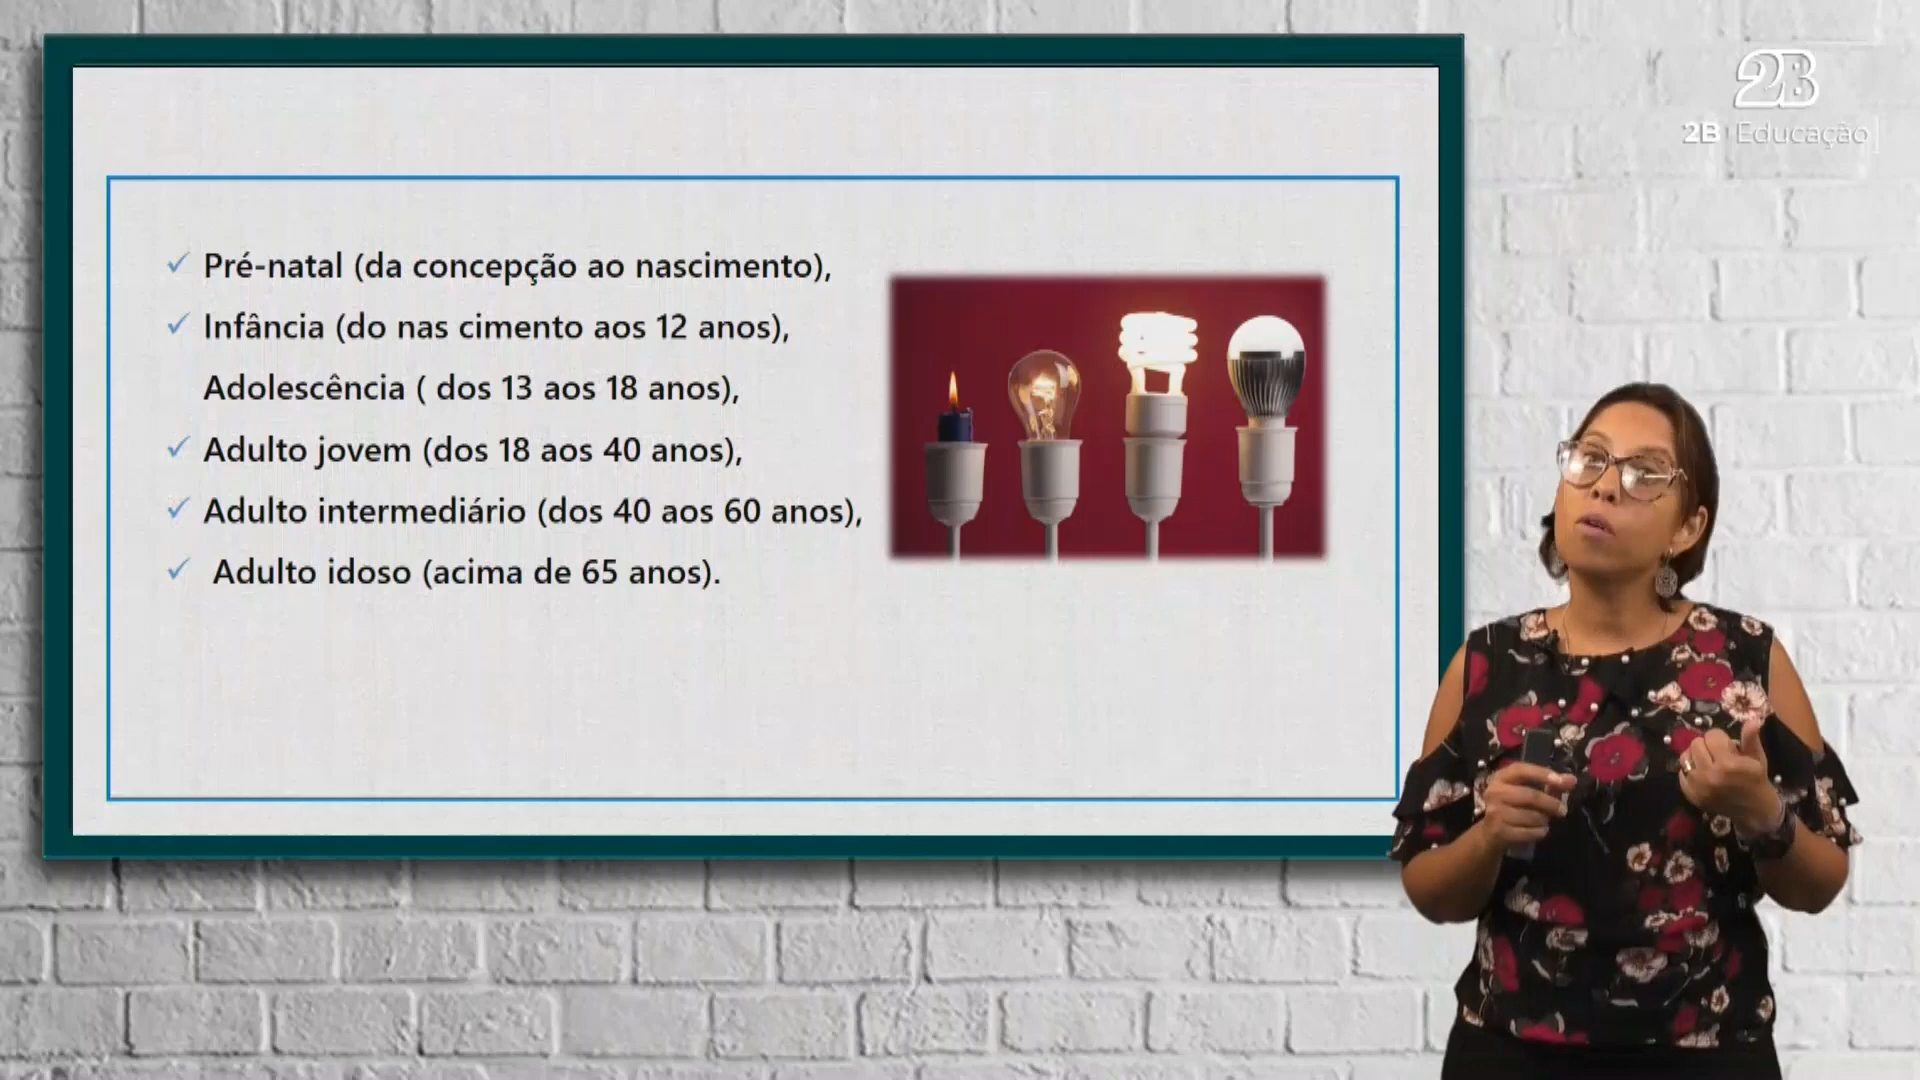 2B
2B Educação
Pré-natal (da concepção ao nascimento),
Infância (do nas cimento aos 12 anos),
Adolescência ( dos 13 aos 18 anos),
Adulto jovem (dos 18 aos 40 anos),
Adulto intermediário (dos 40 aos 60 anos),
Adulto idoso (acima de 65 anos).